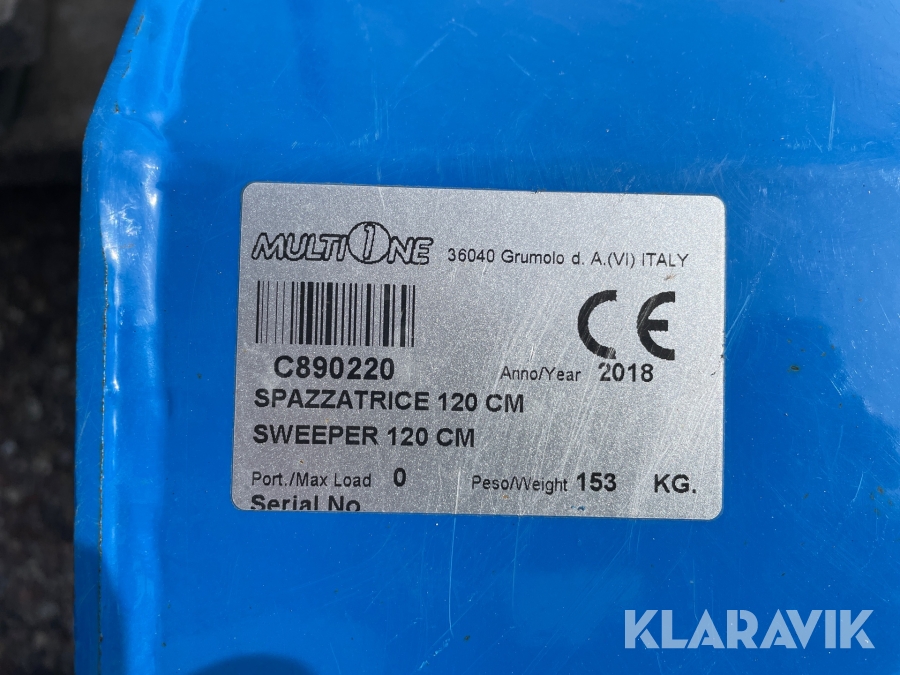 MULTIONE 36040 Grumolo d. A.(VI) ITALY
CE
C890220
Anno/Year 2018
SPAZZATRICE 120 CM
SWEEPER 120 CM
Port./Max Load 0 Peso/Weight 153 KG.
Serial No
KLARAVIK